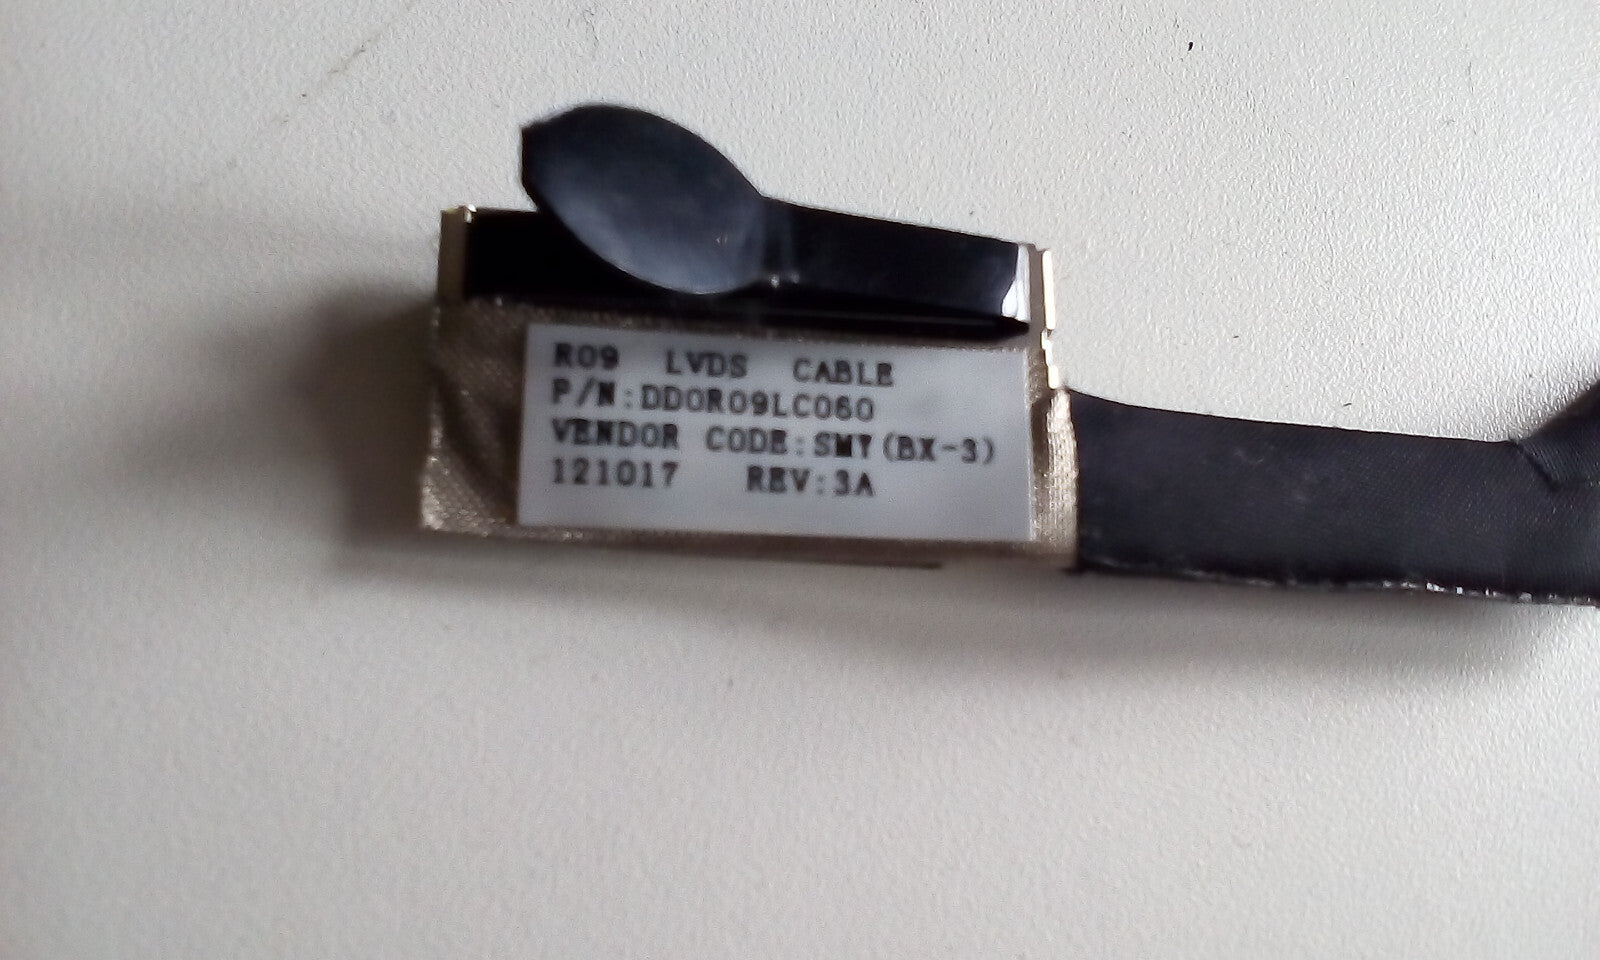 R09 LVDS CABLE
P/N:DD0R09LC060
VENDOR CODE:SMY(BX-3)
121017 REV:3A